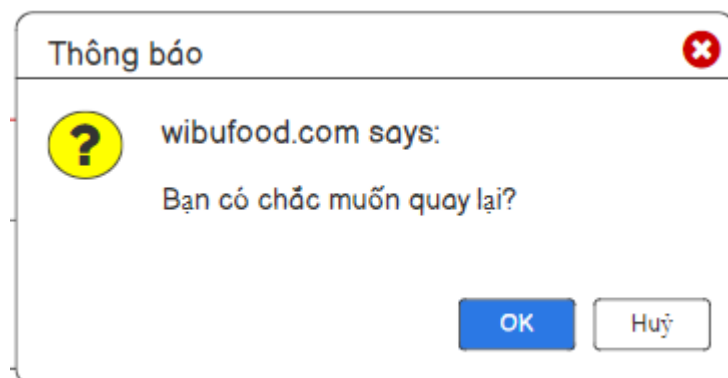 Thông báo
?
wibufood.com says:
Bạn có chắc muốn quay lại?
OK Huỷ